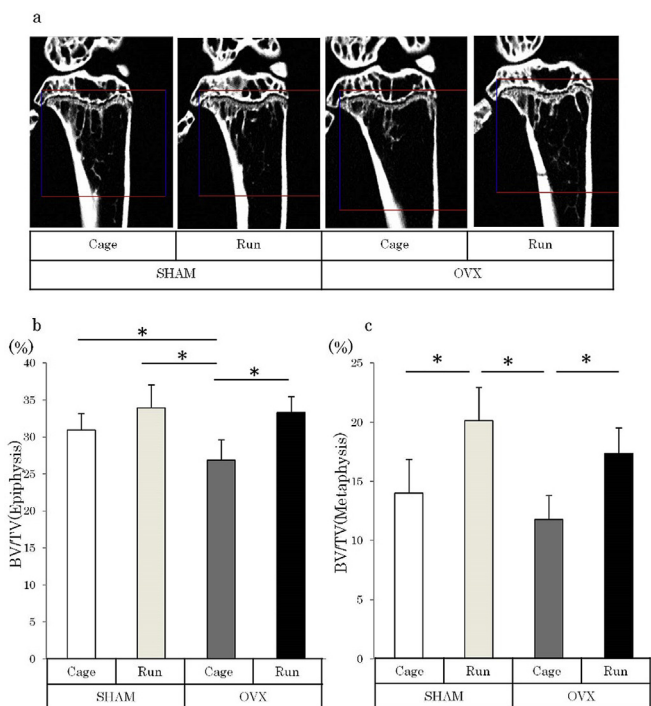 a
Cage Run Cage Run
SHAM OVX
b
(%)
BV/TV(Epiphysis)
40
35
30
25
20
15
10
5
0
*
*
*
Cage Run Cage Run
SHAM OVX
c
(%)
BV/TV(Metaphysis)
25
20
15
10
5
0
* * *
Cage Run Cage Run
SHAM OVX